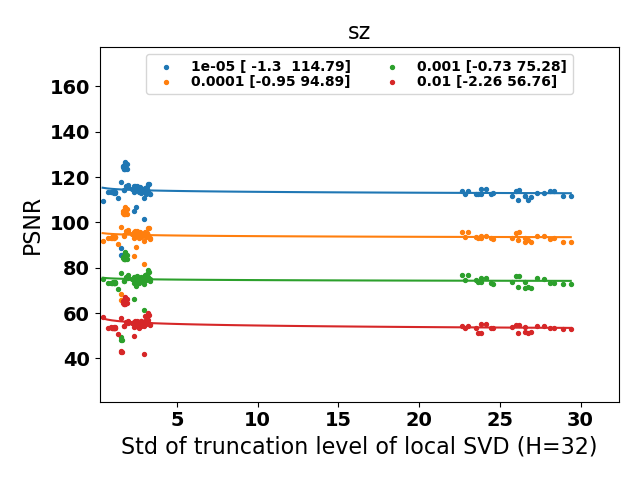 sz
1e-05 [ -1.3  114.79]
0.0001 [-0.95 94.89]
0.001 [-0.73 75.28]
0.01 [-2.26 56.76]
PSNR
160
140
120
100
80
60
40
5 10 15 20 25 30
Std of truncation level of local SVD (H=32)